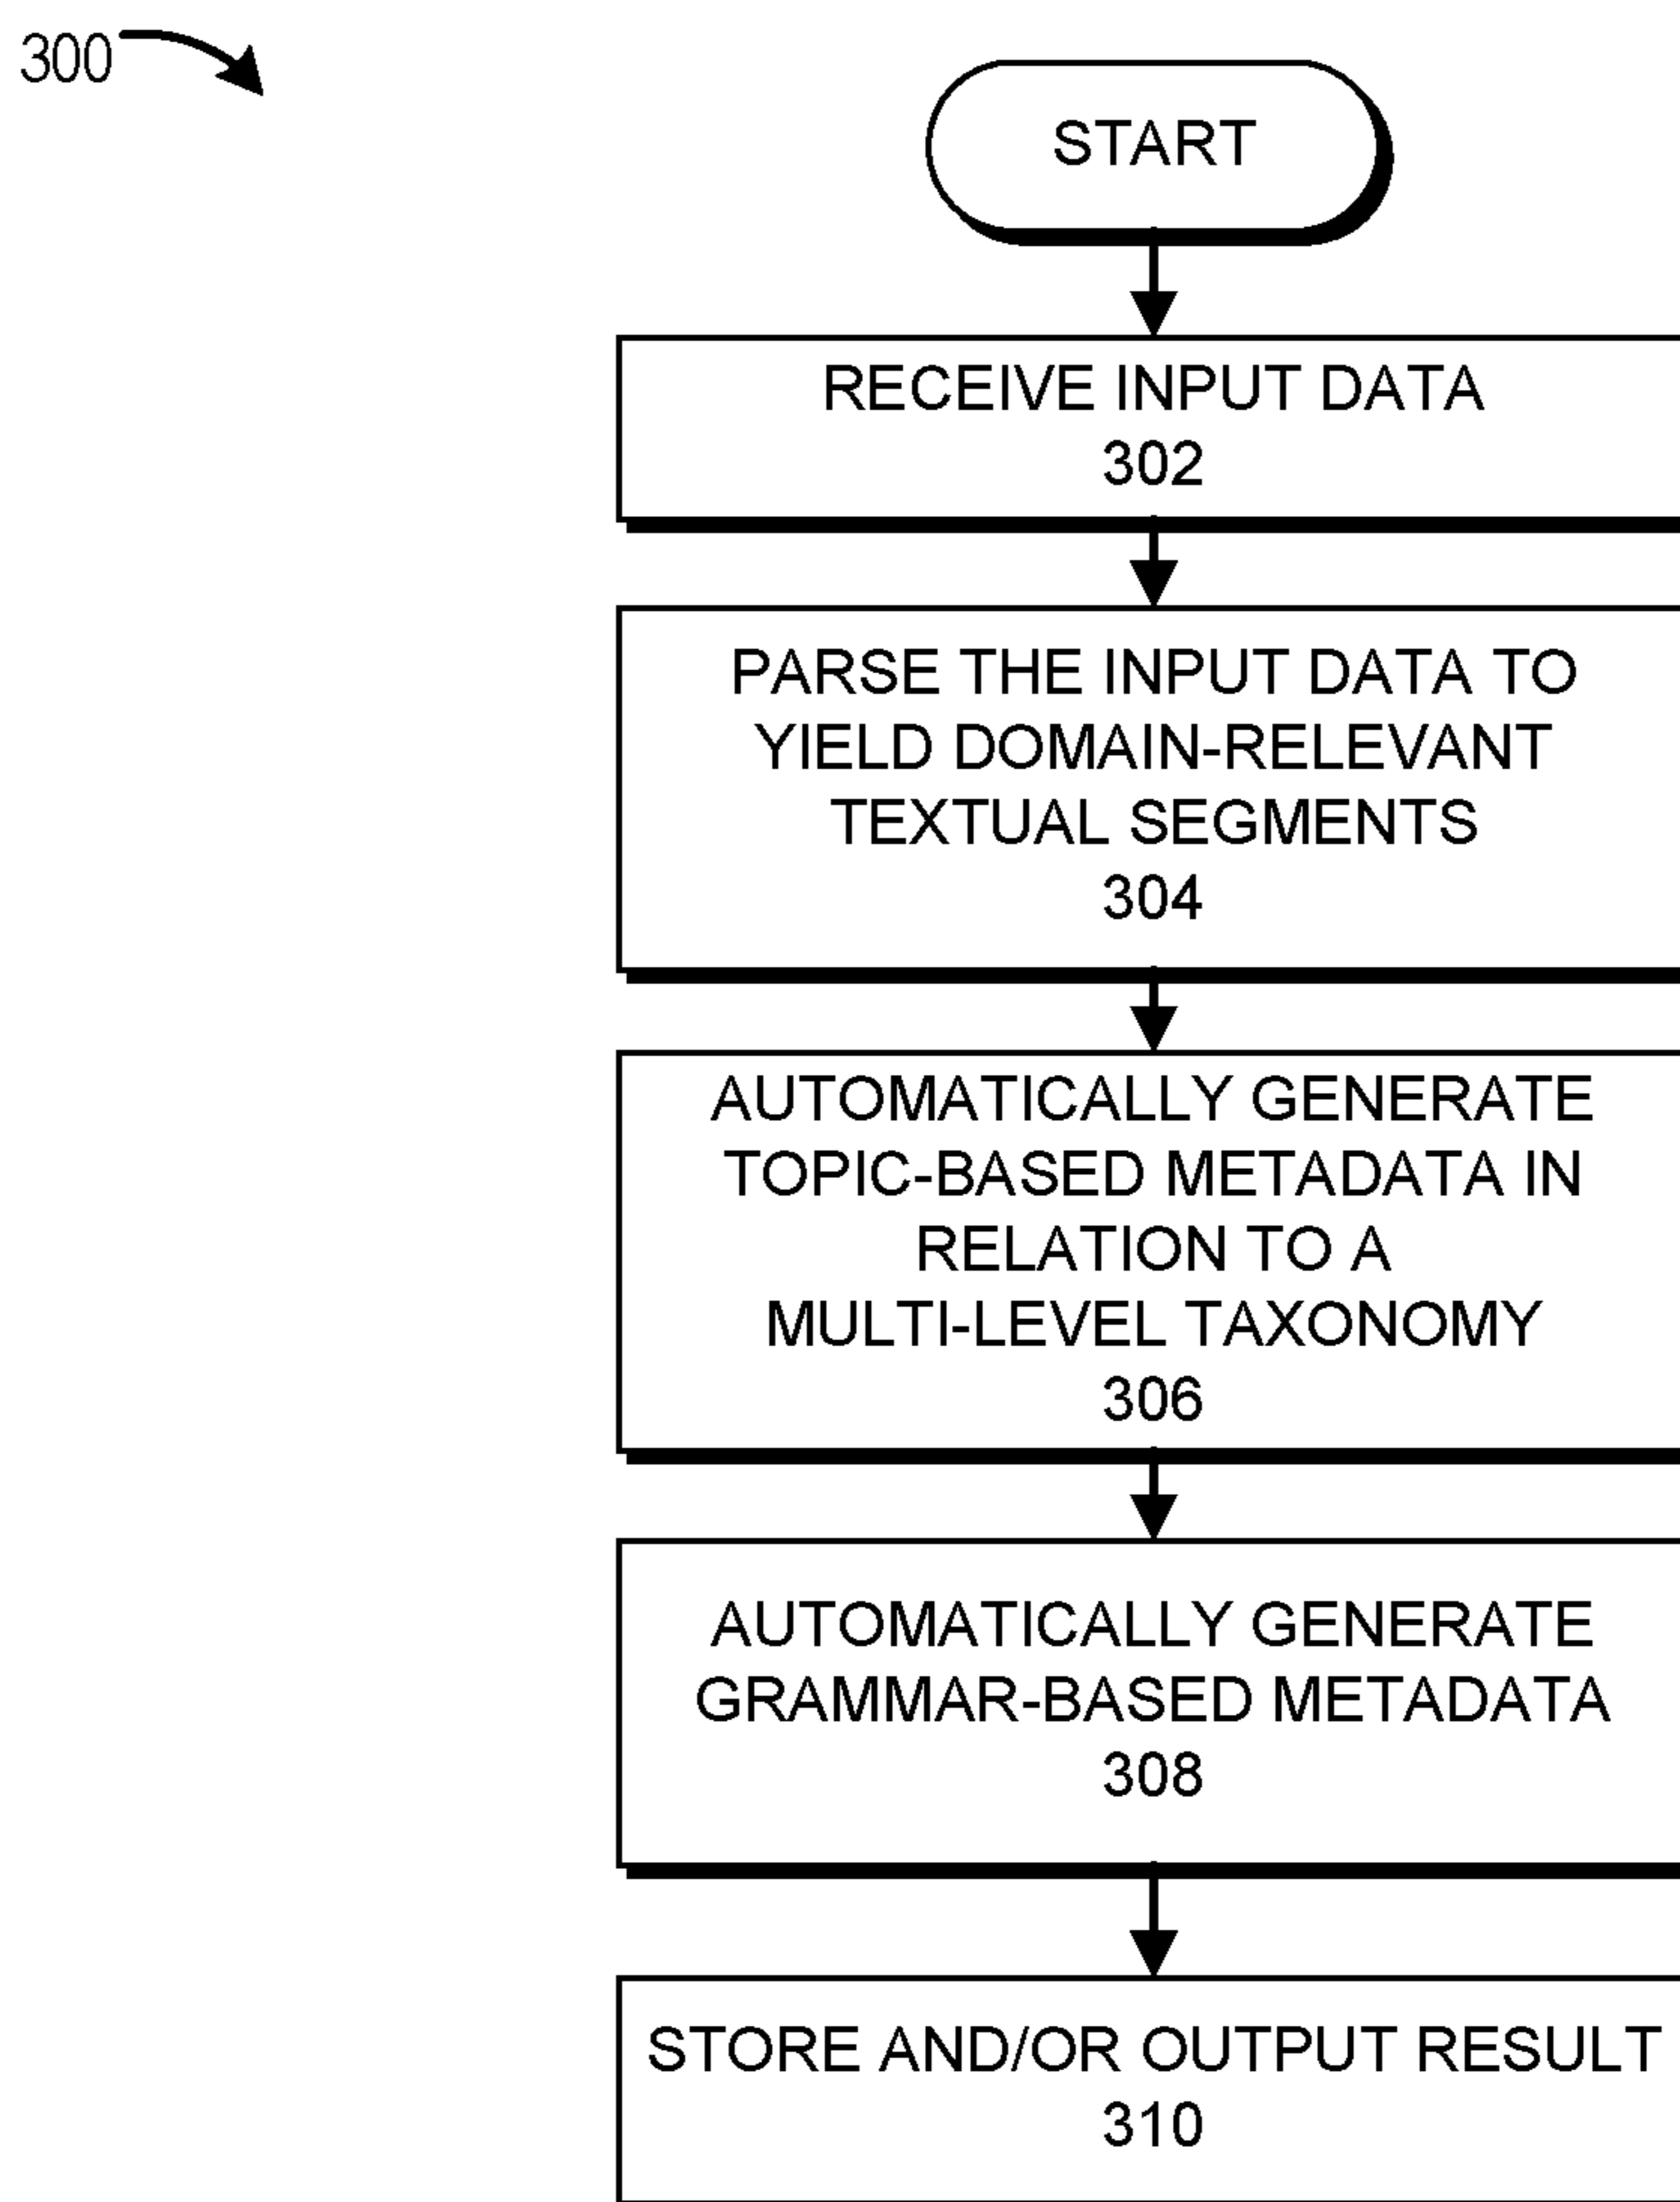 300
START
RECEIVE INPUT DATA
302
PARSE THE INPUT DATA TO
YIELD DOMAIN-RELEVANT
TEXTUAL SEGMENTS
304
AUTOMATICALLY GENERATE
TOPIC-BASED METADATA IN
RELATION TO A
MULTI-LEVEL TAXONOMY
306
AUTOMATICALLY GENERATE
GRAMMAR-BASED METADATA
308
STORE AND/OR OUTPUT RESULT
310